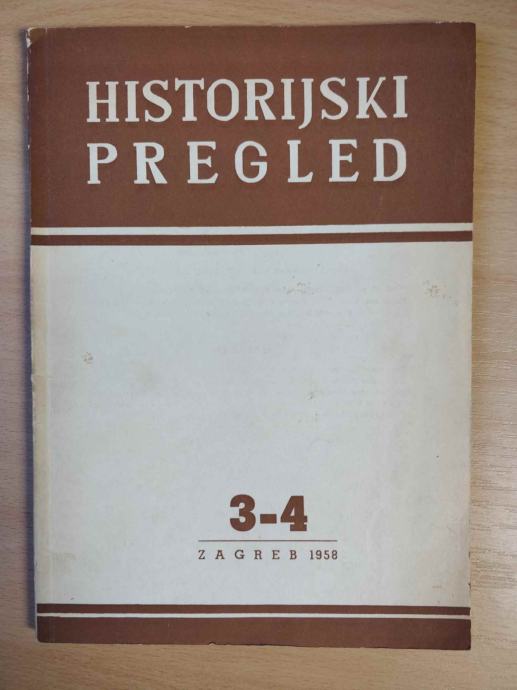 HISTORIJSKI
PREGLED
3-4
ZAGREB 1958